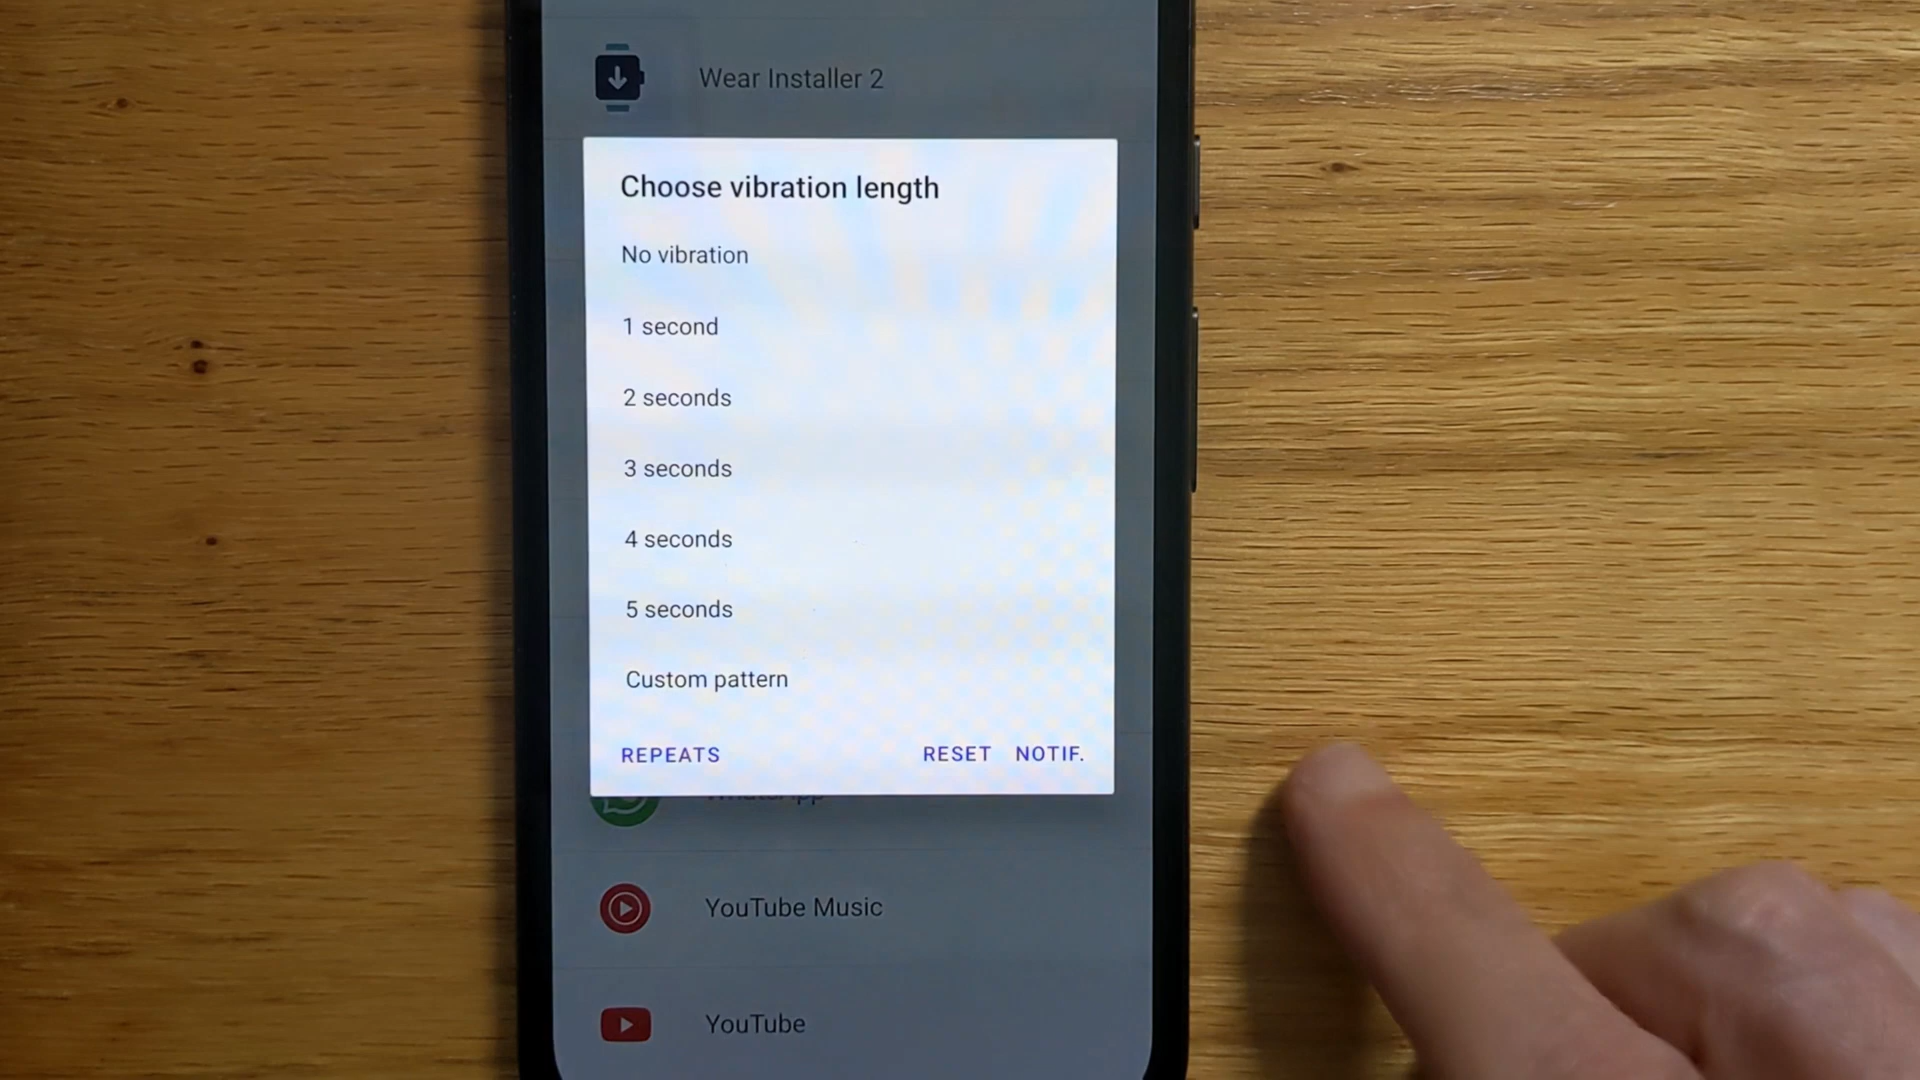 Wear Installer 2
Choose vibration length
No vibration
1 second
2 seconds
3 seconds
4 seconds
5 seconds
Custom pattern
REPEATS RESET NOTIF.
WhatsApp
YouTube Music
YouTube